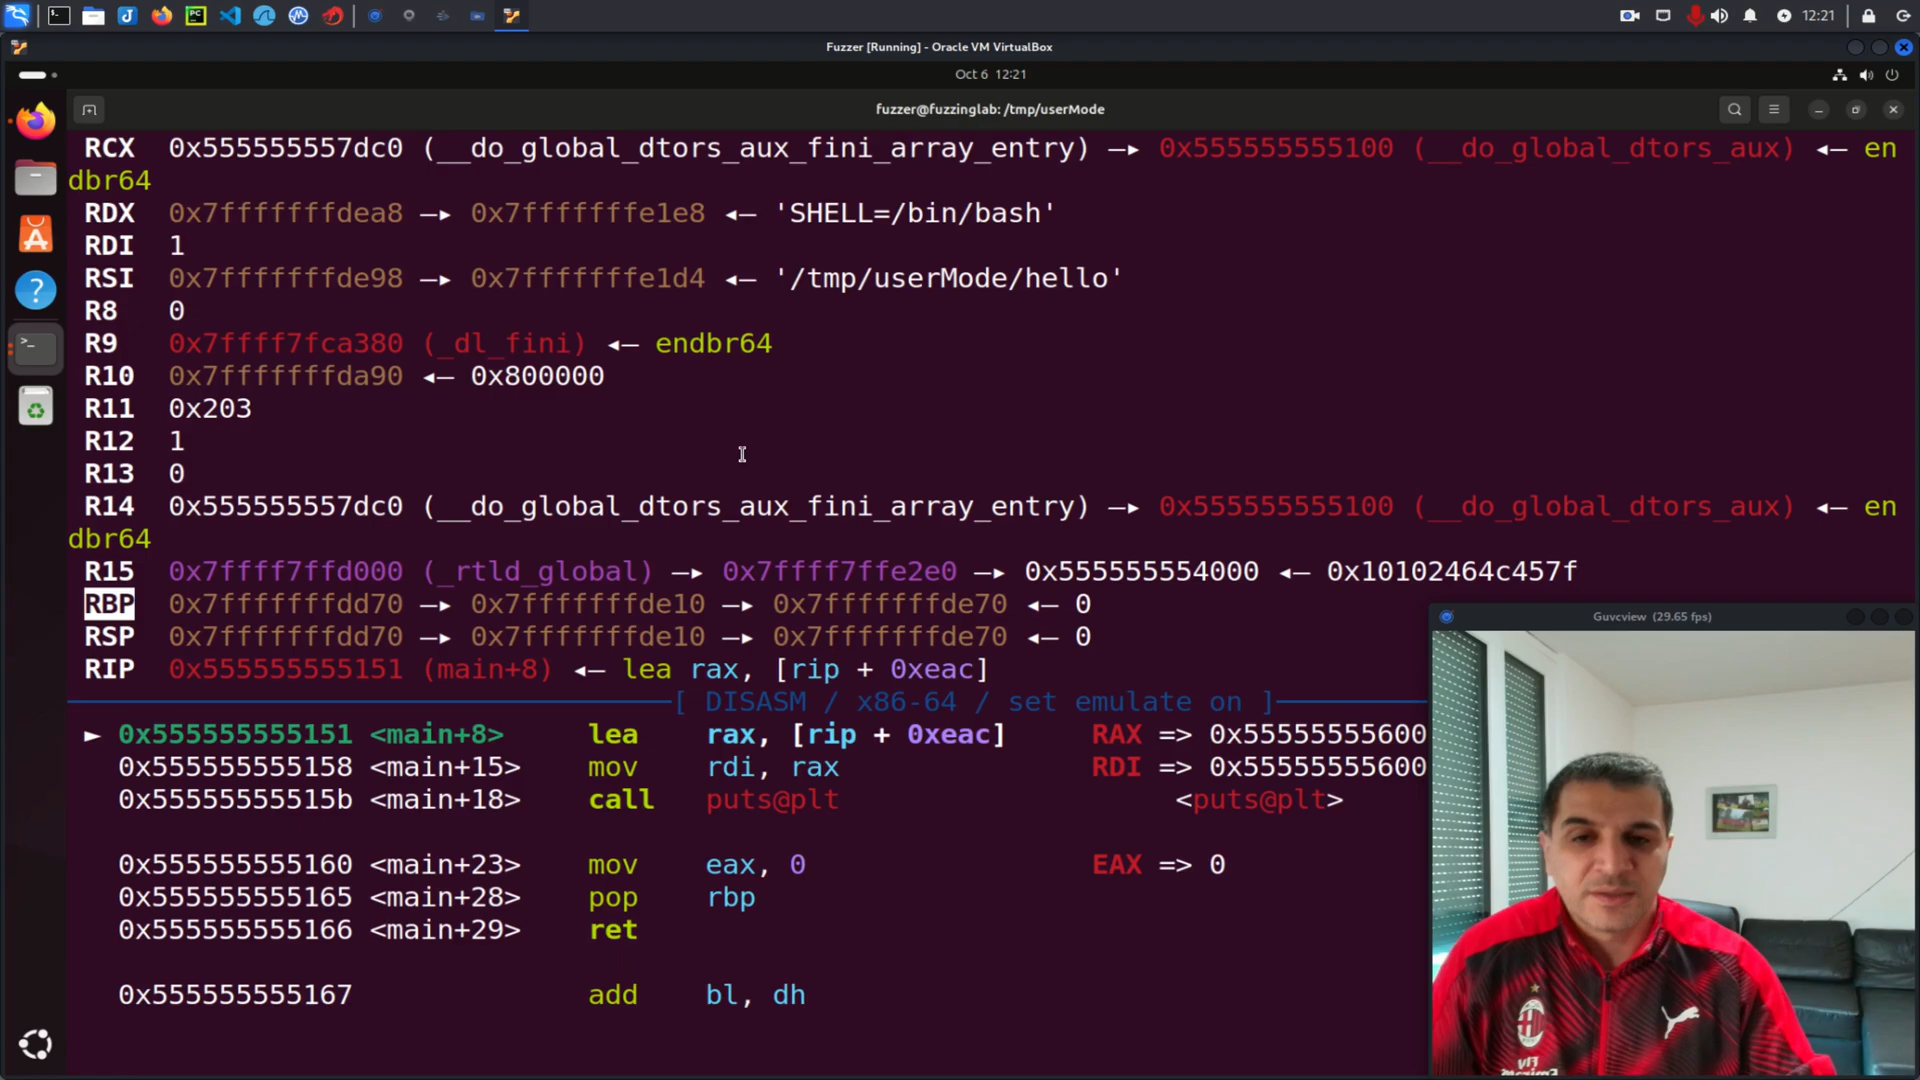 12:21
Fuzzer [Running] - Oracle VM VirtualBox
Oct 6 12:21
fuzzer@fuzzinglab: /tmp/userMode
RCX 0x555555557dc0 (__do_global_dtors_aux_fini_array_entry) —▸ 0x555555555100 (__do_global_dtors_aux) ◂— en
dbr64
RDX 0x7fffffffdea8 —▸ 0x7fffffffe1e8 ◂— 'SHELL=/bin/bash'
RDI 1
RSI 0x7fffffffde98 —▸ 0x7fffffffe1d4 ◂— '/tmp/userMode/hello'
R8 0
R9 0x7ffff7fca380 (_dl_fini) ◂— endbr64
R10 0x7fffffffda90 ◂— 0x800000
R11 0x203
R12 1
R13 0
R14 0x555555557dc0 (__do_global_dtors_aux_fini_array_entry) —▸ 0x555555555100 (__do_global_dtors_aux) ◂— en
dbr64
R15 0x7ffff7ffd000 (_rtld_global) —▸ 0x7ffff7ffe2e0 —▸ 0x555555554000 ◂— 0x10102464c457f
RBP 0x7fffffffdd70 —▸ 0x7fffffffde10 —▸ 0x7fffffffde70 ◂— 0
RSP 0x7fffffffdd70 —▸ 0x7fffffffde10 —▸ 0x7fffffffde70 ◂— 0
RIP 0x555555555151 (main+8) ◂— lea rax, [rip + 0xeac]
[ DISASM / x86-64 / set emulate on ]
► 0x555555555151 <main+8> lea rax, [rip + 0xeac] RAX => 0x55555555600
0x555555555158 <main+15> mov rdi, rax RDI => 0x55555555600
0x55555555515b <main+18> call puts@plt <puts@plt>
0x555555555160 <main+23> mov eax, 0 EAX => 0
0x555555555165 <main+28> pop rbp
0x555555555166 <main+29> ret
0x555555555167 add bl, dh
Guvcview (29.65 fps)
Fly